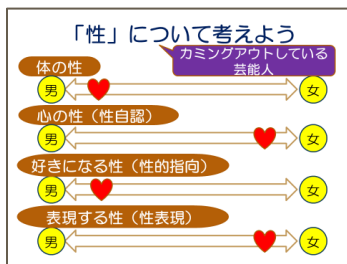 「性」について考えよう
カミングアウトしている
芸能人
体の性
男 女
心の性（性自認）
男 女
好きになる性（性的指向）
男 女
表現する性（性表現）
男 女